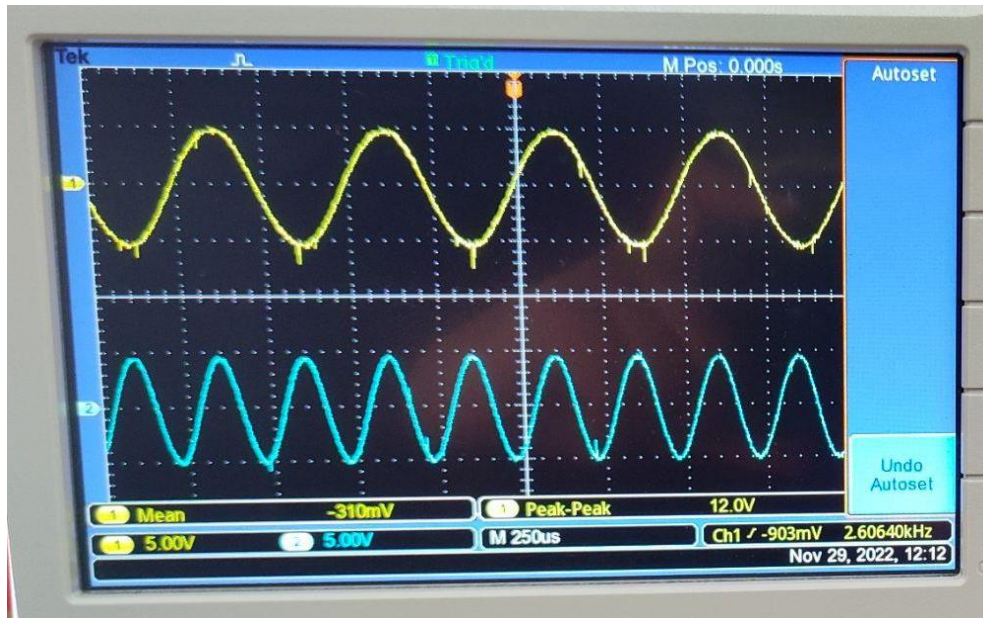 Tek Trig'd M Pos: 0.000s
Autoset
1
2
Undo
Autoset
1 Mean -310mV 1 Peak-Peak 12.0V
1 5.00V 2 5.00V M 250us Ch1 -903mV 2.60640kHz
Nov 29, 2022, 12:12